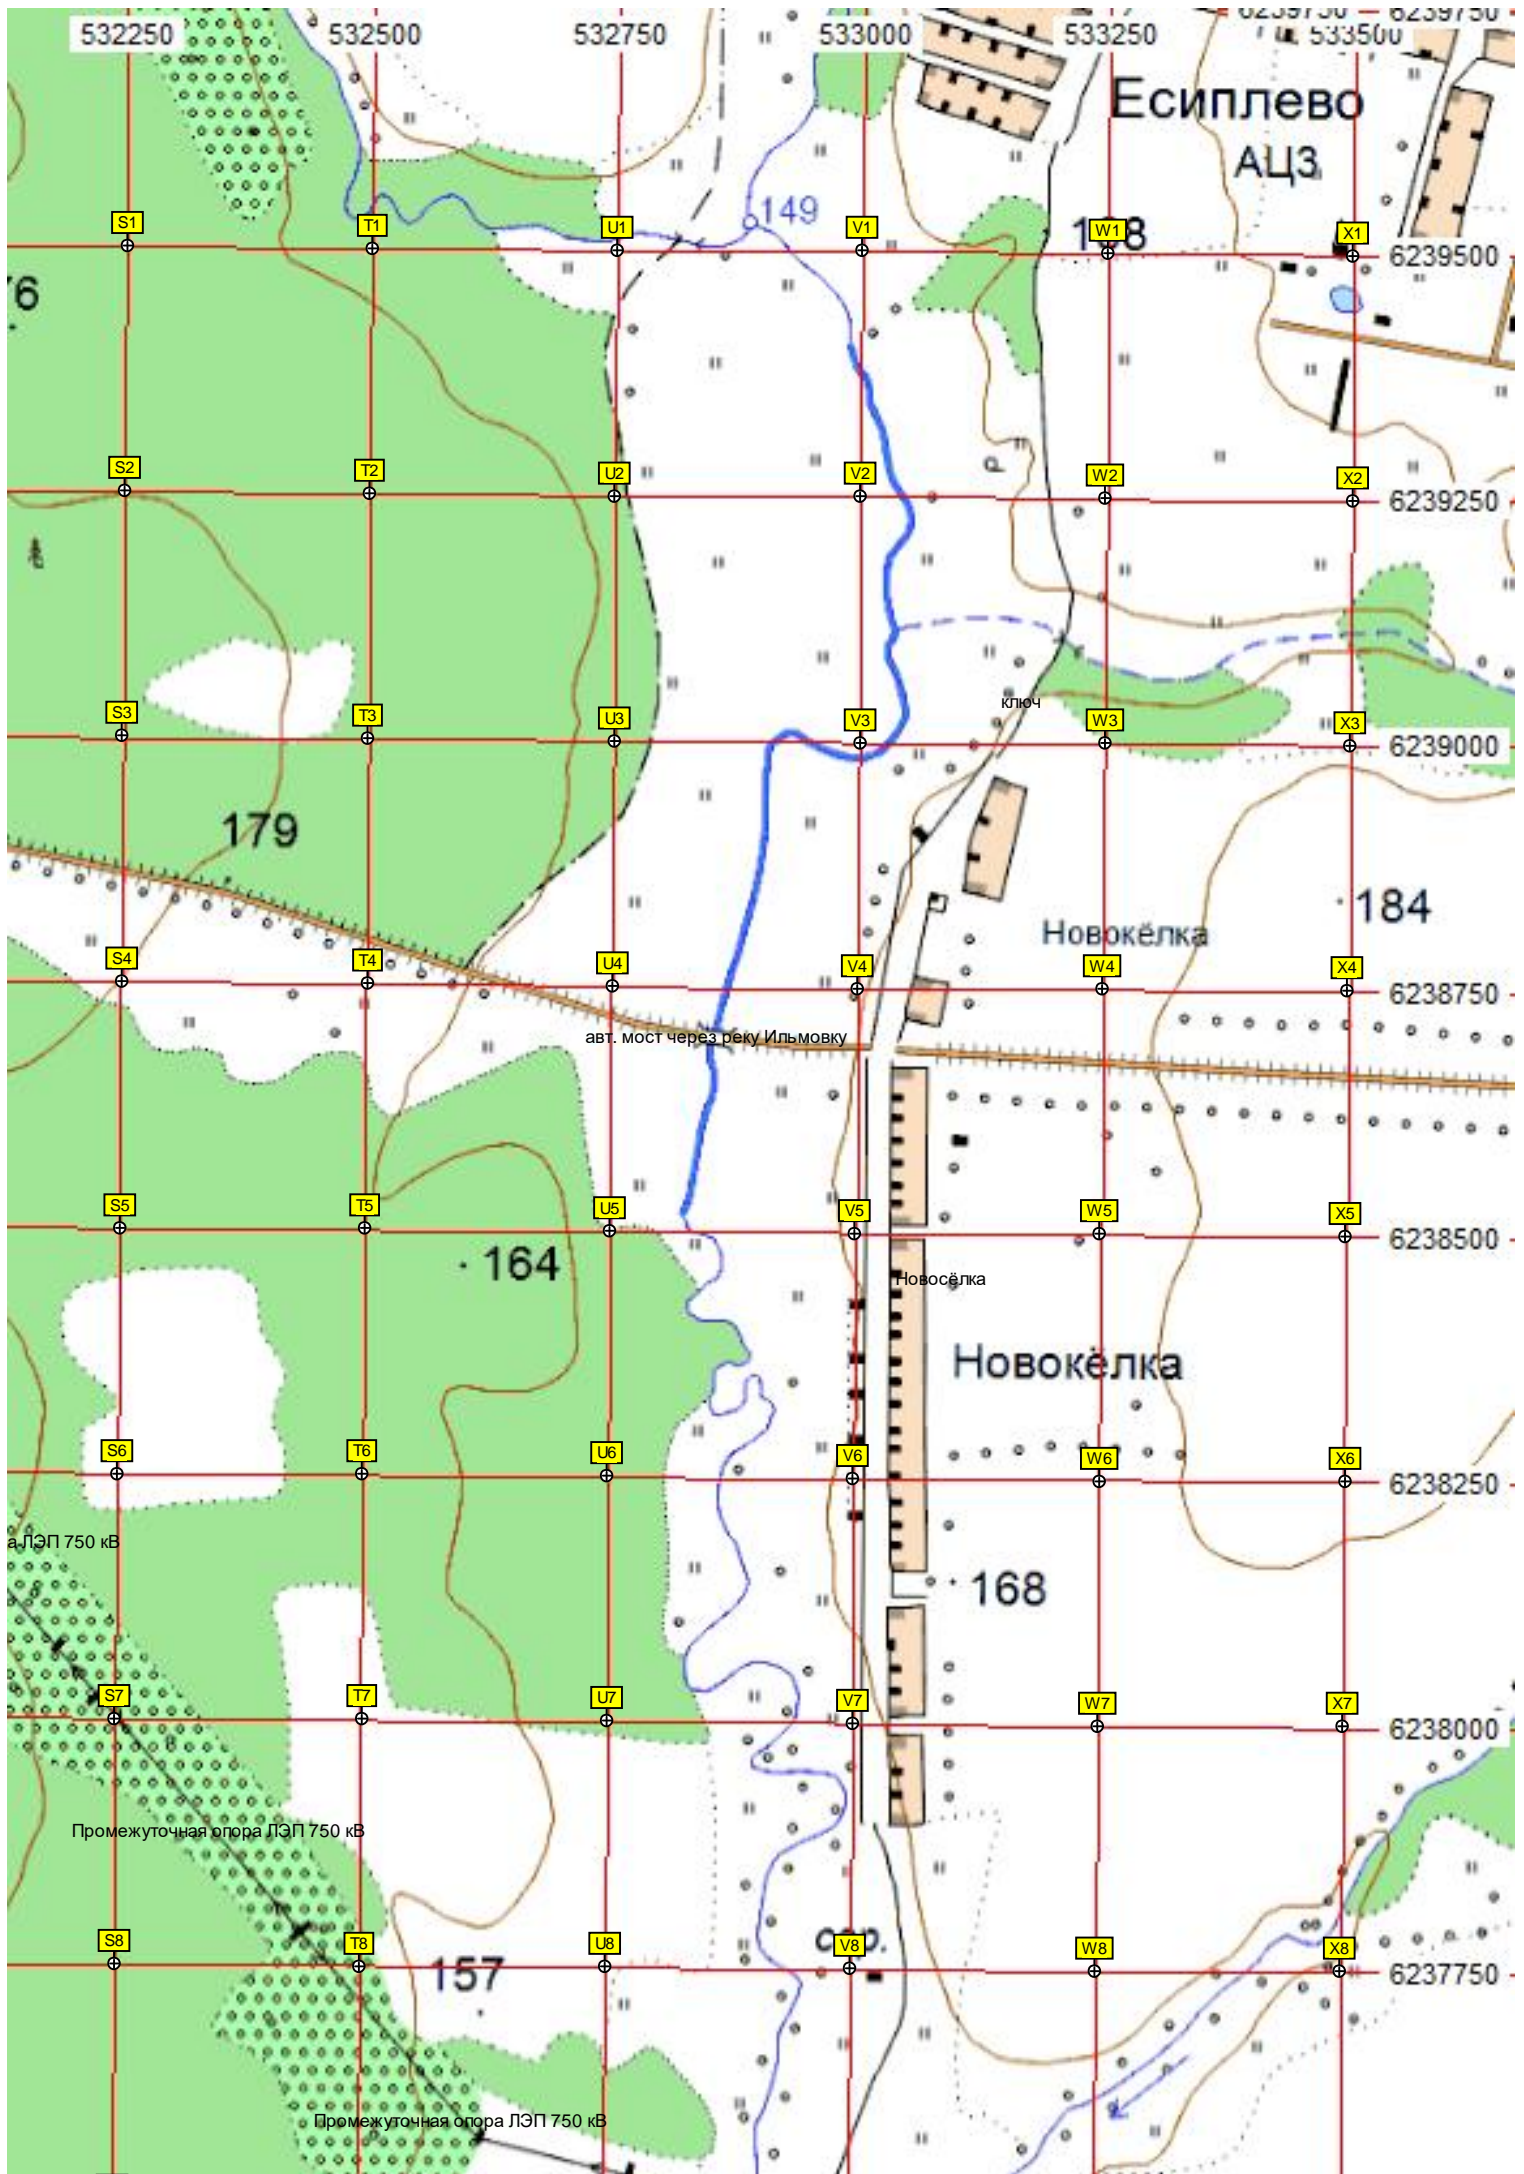 6239750 6239750
532250 532500 532750 533000 533250 533500
Есиплево
АЦЗ
149
S1 T1 U1 V1 W1 X1
6239500
S2 T2 U2 V2 W2 X2
6239250
ключ
S3 T3 U3 V3 W3 X3
6239000
179
184
Новокёлка
S4 T4 U4 V4 W4 X4
6238750
авт. мост через реку Ильмовку
S5 T5 U5 V5 W5 X5
6238500
164
Новосёлка
Новокёлка
S6 T6 U6 V6 W6 X6
6238250
а ЛЭП 750 кВ
168
S7 T7 U7 V7 W7 X7
6238000
Промежуточная опора ЛЭП 750 кВ
сар.
S8 T8 U8 V8 W8 X8
6237750
157
Промежуточная опора ЛЭП 750 кВ